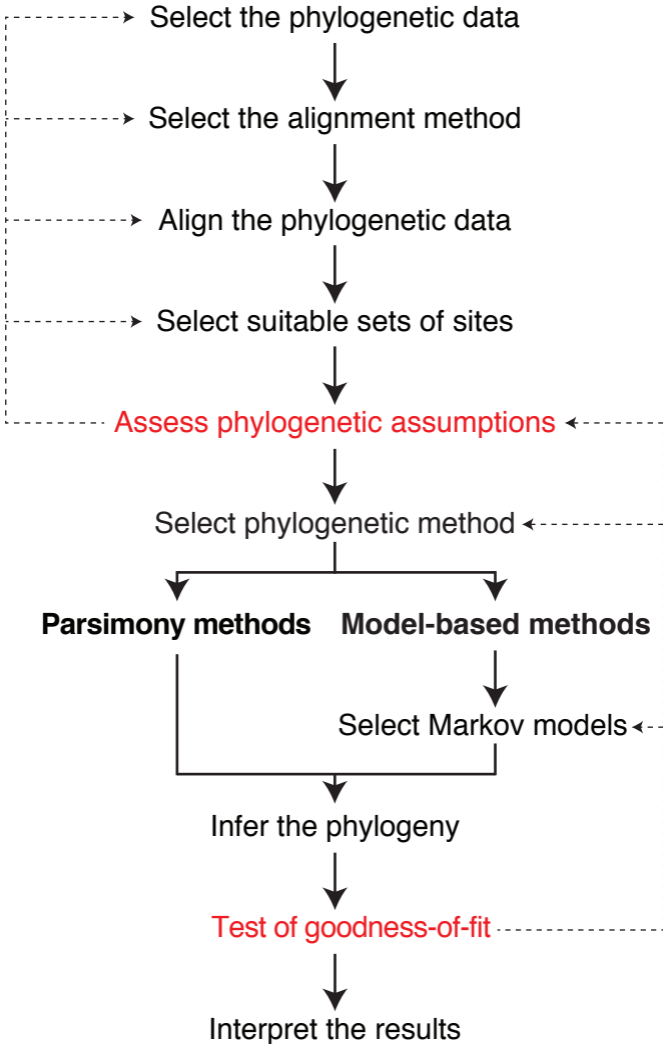 Select the phylogenetic data
Select the alignment method
Align the phylogenetic data
Select suitable sets of sites
Assess phylogenetic assumptions
Select phylogenetic method
Parsimony methods
Model-based methods
Select Markov models
Infer the phylogeny
Test of goodness-of-fit
Interpret the results